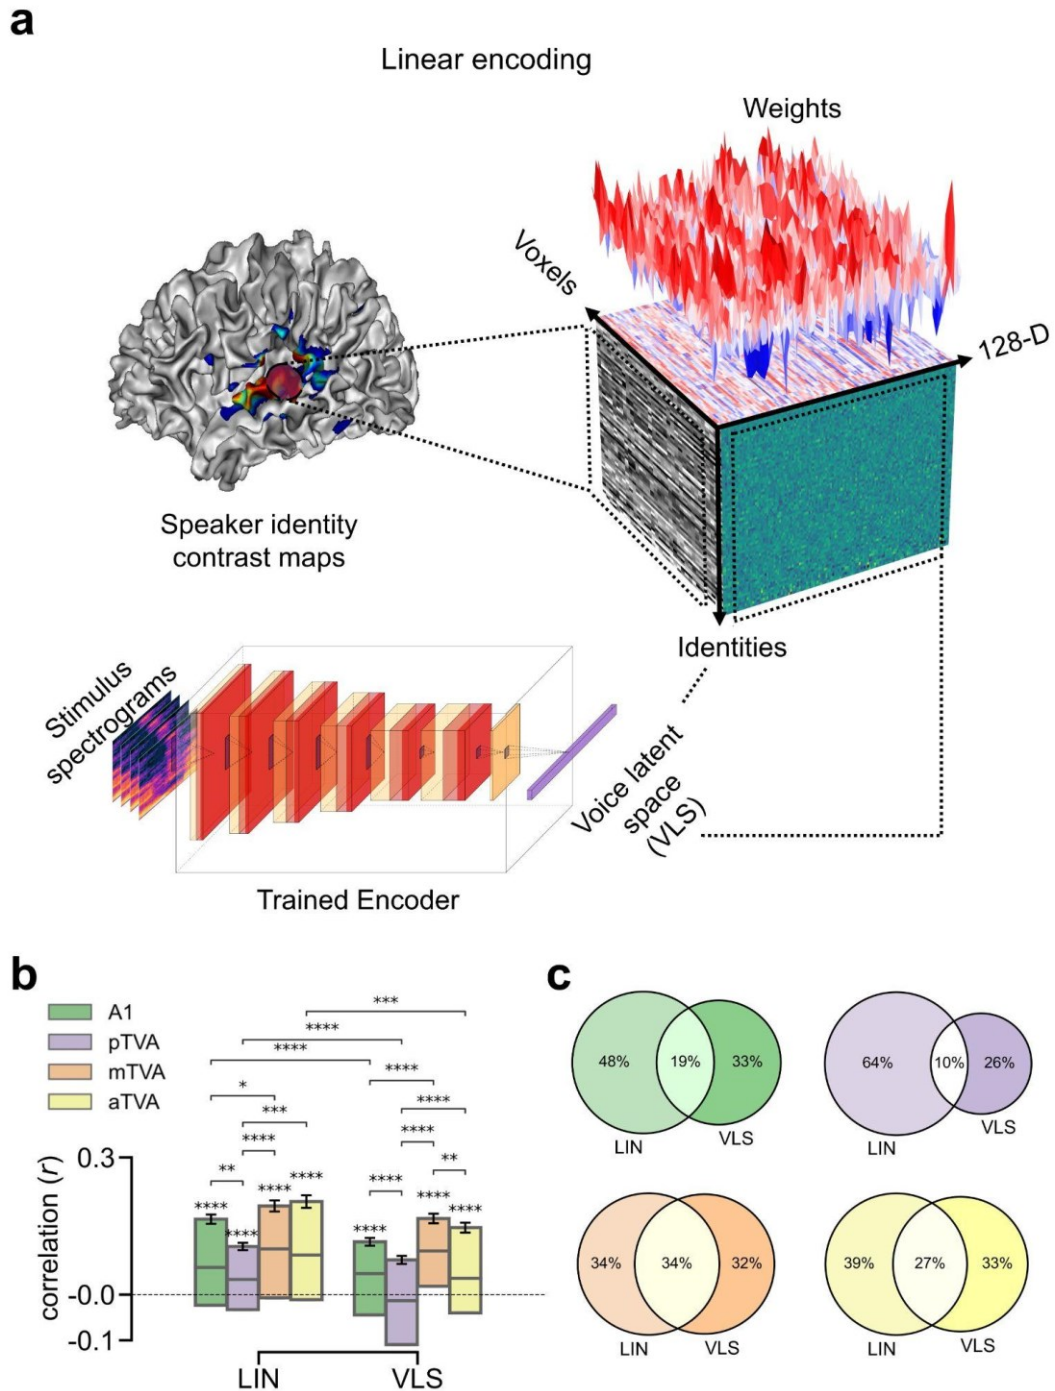 a
Linear encoding
Weights
Voxels
128-D
Speaker identity
contrast maps
Identities
Stimulus
spectrograms
Voice latent
space
(VLS)
Trained Encoder
b
A1
pTVA
mTVA
aTVA
***
****
****
****
*
****
***
****
****
**
**
****
****
****
****
****
****
****
****
correlation (r)
0.3
-0.0
-0.1
LIN
VLS
c
48%
19%
33%
LIN
VLS
64%
10%
26%
LIN
VLS
34%
34%
32%
LIN
VLS
39%
27%
33%
LIN
VLS